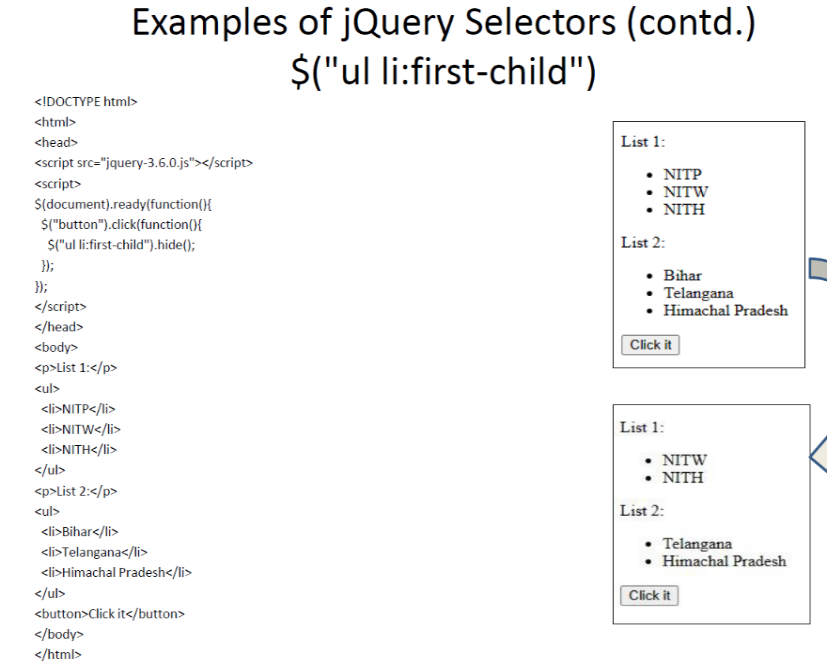 Examples of jQuery Selectors (contd.)
$("ul li:first-child")
<!DOCTYPE html>
<html>
<head>
<script src="jquery-3.6.0.js"></script>
<script>
$(document).ready(function(){
$("button").click(function(){
$("ul li:first-child").hide();
});
});
</script>
</head>
<body>
<p>List 1:</p>
<ul>
<li>NITP</li>
<li>NITW</li>
<li>NITH</li>
</ul>
<p>List 2:</p>
<ul>
<li>Bihar</li>
<li>Telangana</li>
<li>Himachal Pradesh</li>
</ul>
<button>Click it</button>
</body>
</html>
List 1:
• NITP
• NITW
• NITH
List 2:
• Bihar
• Telangana
• Himachal Pradesh
Click it
List 1:
• NITW
• NITH
List 2:
• Telangana
• Himachal Pradesh
Click it